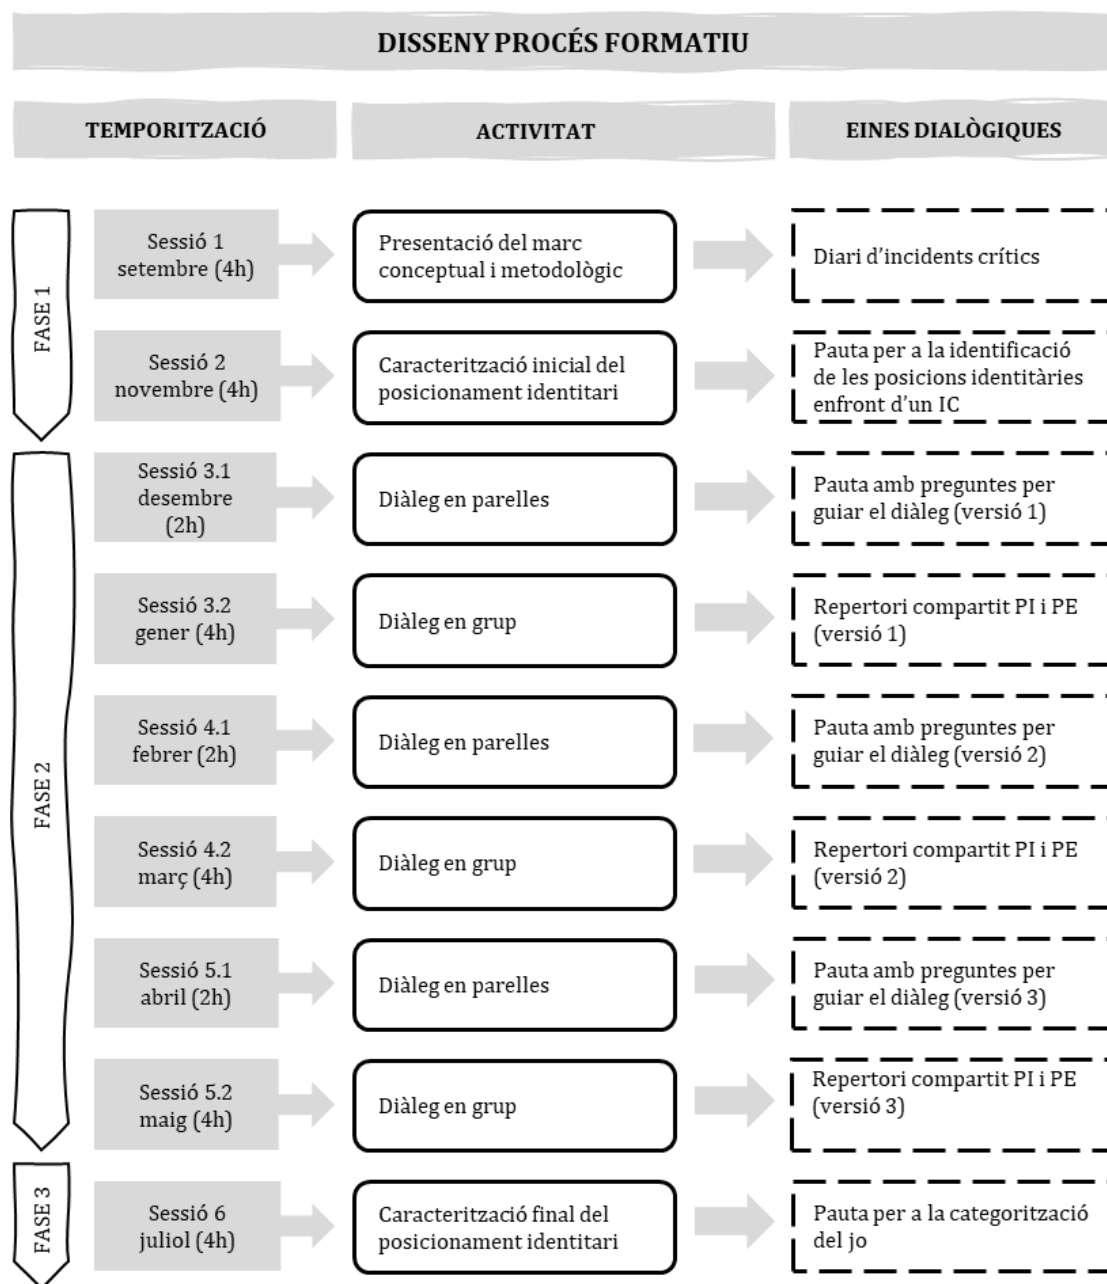 DISSENY PROCÉS FORMATIU
TEMPORITZACIÓ
ACTIVITAT
EINES DIALÒGIQUES
FASE 1
Sessió 1
setembre (4h)
Presentació del marc
conceptual i metodològic
Diari d’incidents crítics
Sessió 2
novembre (4h)
Caracterització inicial del
posicionament identitari
Pauta per a la identificació
de les posicions identitàries
enfront d’un IC
FASE 2
Sessió 3.1
desembre
(2h)
Diàleg en parelles
Pauta amb preguntes per
guiar el diàleg (versió 1)
Sessió 3.2
gener (4h)
Diàleg en grup
Repertori compartit PI i PE
(versió 1)
Sessió 4.1
febrer (2h)
Diàleg en parelles
Pauta amb preguntes per
guiar el diàleg (versió 2)
Sessió 4.2
març (4h)
Diàleg en grup
Repertori compartit PI i PE
(versió 2)
Sessió 5.1
abril (2h)
Diàleg en parelles
Pauta amb preguntes per
guiar el diàleg (versió 3)
Sessió 5.2
maig (4h)
Diàleg en grup
Repertori compartit PI i PE
(versió 3)
FASE 3
Sessió 6
juliol (4h)
Caracterització final del
posicionament identitari
Pauta per a la categorització
del jo